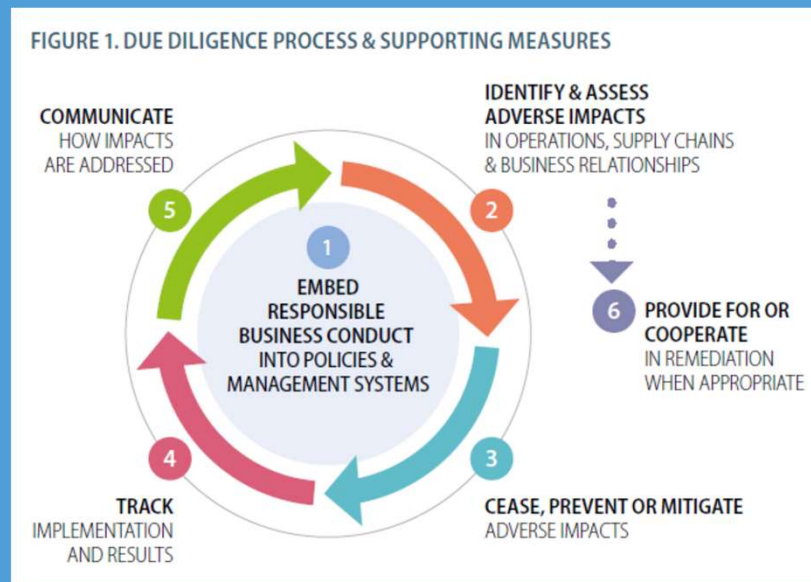 FIGURE 1. DUE DILIGENCE PROCESS & SUPPORTING MEASURES
1
EMBED
RESPONSIBLE
BUSINESS CONDUCT
INTO POLICIES &
MANAGEMENT SYSTEMS
2
IDENTIFY & ASSESS
ADVERSE IMPACTS
IN OPERATIONS, SUPPLY CHAINS
& BUSINESS RELATIONSHIPS
3
CEASE, PREVENT OR MITIGATE
ADVERSE IMPACTS
4
TRACK
IMPLEMENTATION
AND RESULTS
5
COMMUNICATE
HOW IMPACTS
ARE ADDRESSED
6
PROVIDE FOR OR
COOPERATE
IN REMEDIATION
WHEN APPROPRIATE